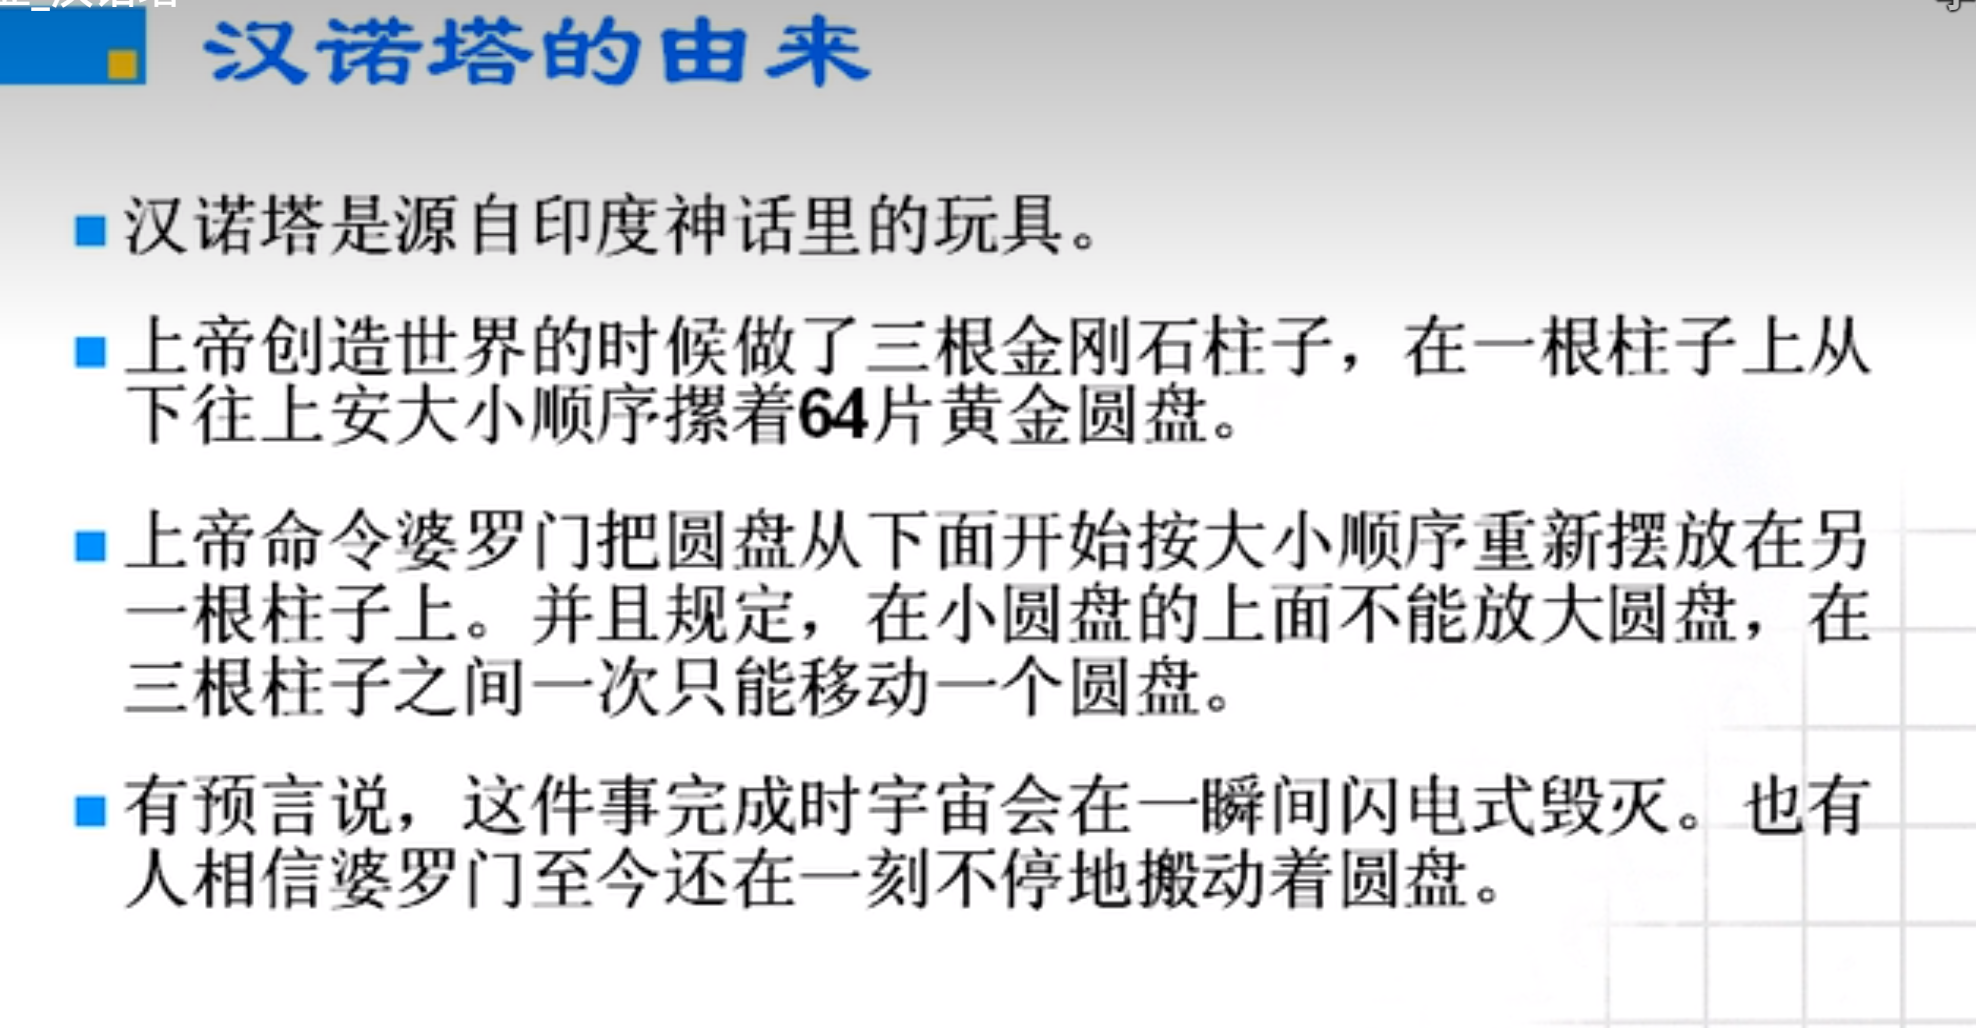 汉诺塔的由来
汉诺塔是源自印度神话里的玩具。
上帝创造世界的时候做了三根金刚石柱子，在一根柱子上从
下往上安大小顺序摞着64片黄金圆盘。
上帝命令婆罗门把圆盘从下面开始按大小顺序重新摆放在另
一根柱子上。并且规定，在小圆盘的上面不能放大圆盘，在
三根柱子之间一次只能移动一个圆盘。
有预言说，这件事完成时宇宙会在一瞬间闪电式毁灭。也有
人相信婆罗门至今还在一刻不停地搬动着圆盘。